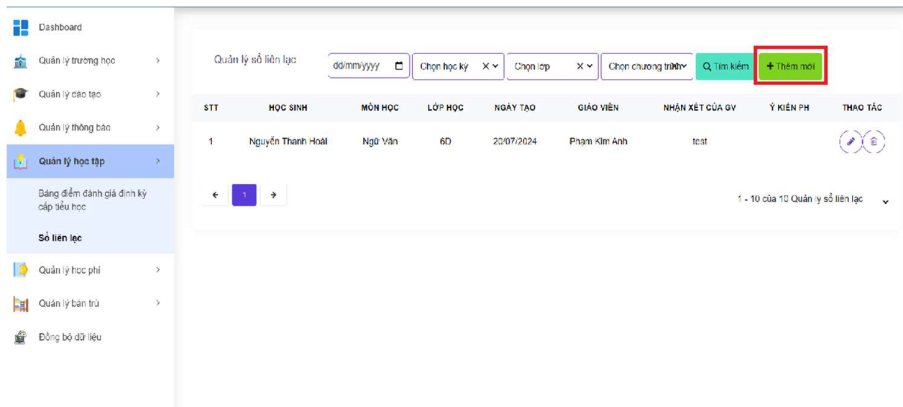 Dashboard
Quản lý trường học
Quản lý đào tạo
Quản lý thông báo
Quản lý học tập
Bảng điểm đánh giá định kỳ
cấp tiểu học
Sổ liên lạc
Quản lý học phí
Quản lý bán trú
Đồng bộ dữ liệu
Quản lý sổ liên lạc
dd/mm/yyyy
Chọn học kỳ
Chọn lớp
Chọn chương trình
Tìm kiếm
+ Thêm mới
STT HỌC SINH MÔN HỌC LỚP HỌC NGÀY TẠO GIÁO VIÊN NHẬN XÉT CỦA GV Ý KIẾN PH THAO TÁC
1 Nguyễn Thanh Hoài Ngữ Văn 6D 20/07/2024 Phạm Kim Anh test
1
1 - 10 của 10 Quản lý sổ liên lạc